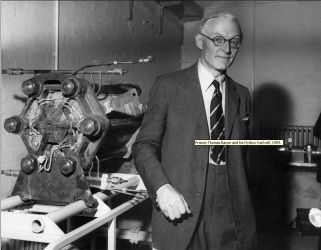 Francis Thomas Bacon and his Hydrox fuel cell, 1959.